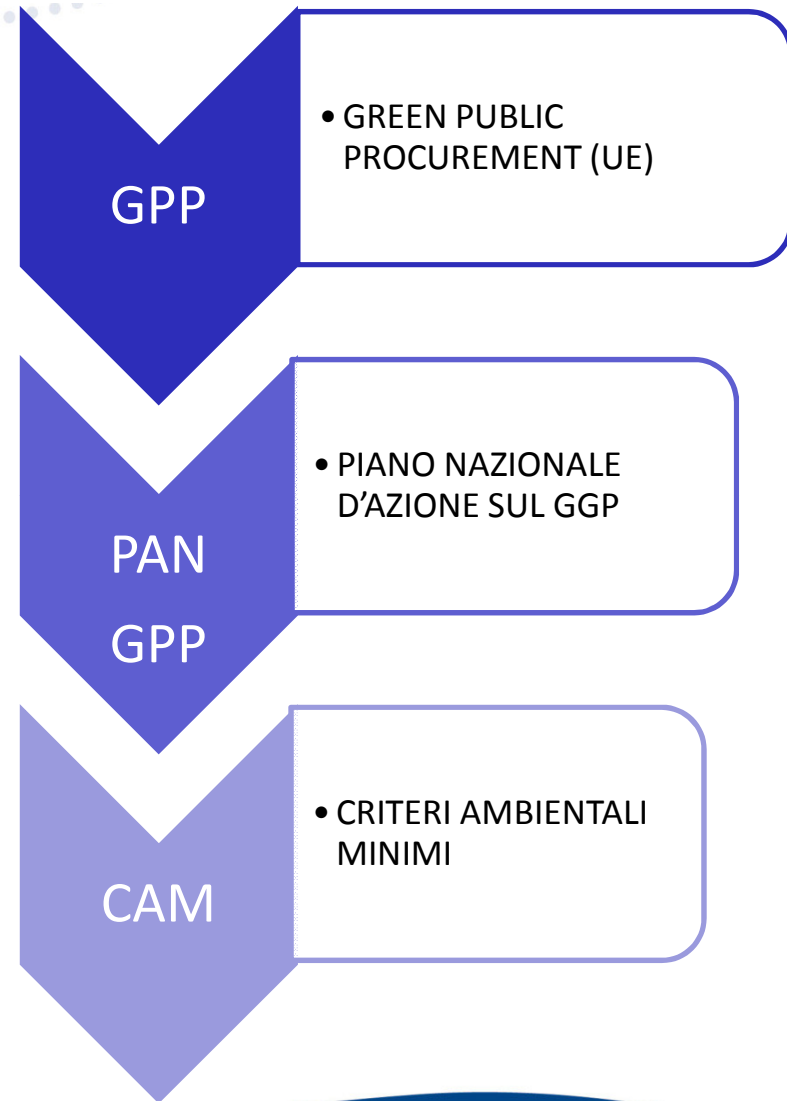 GPP
• GREEN PUBLIC
PROCUREMENT (UE)
PAN
GPP
• PIANO NAZIONALE
D’AZIONE SUL GGP
CAM
• CRITERI AMBIENTALI
MINIMI